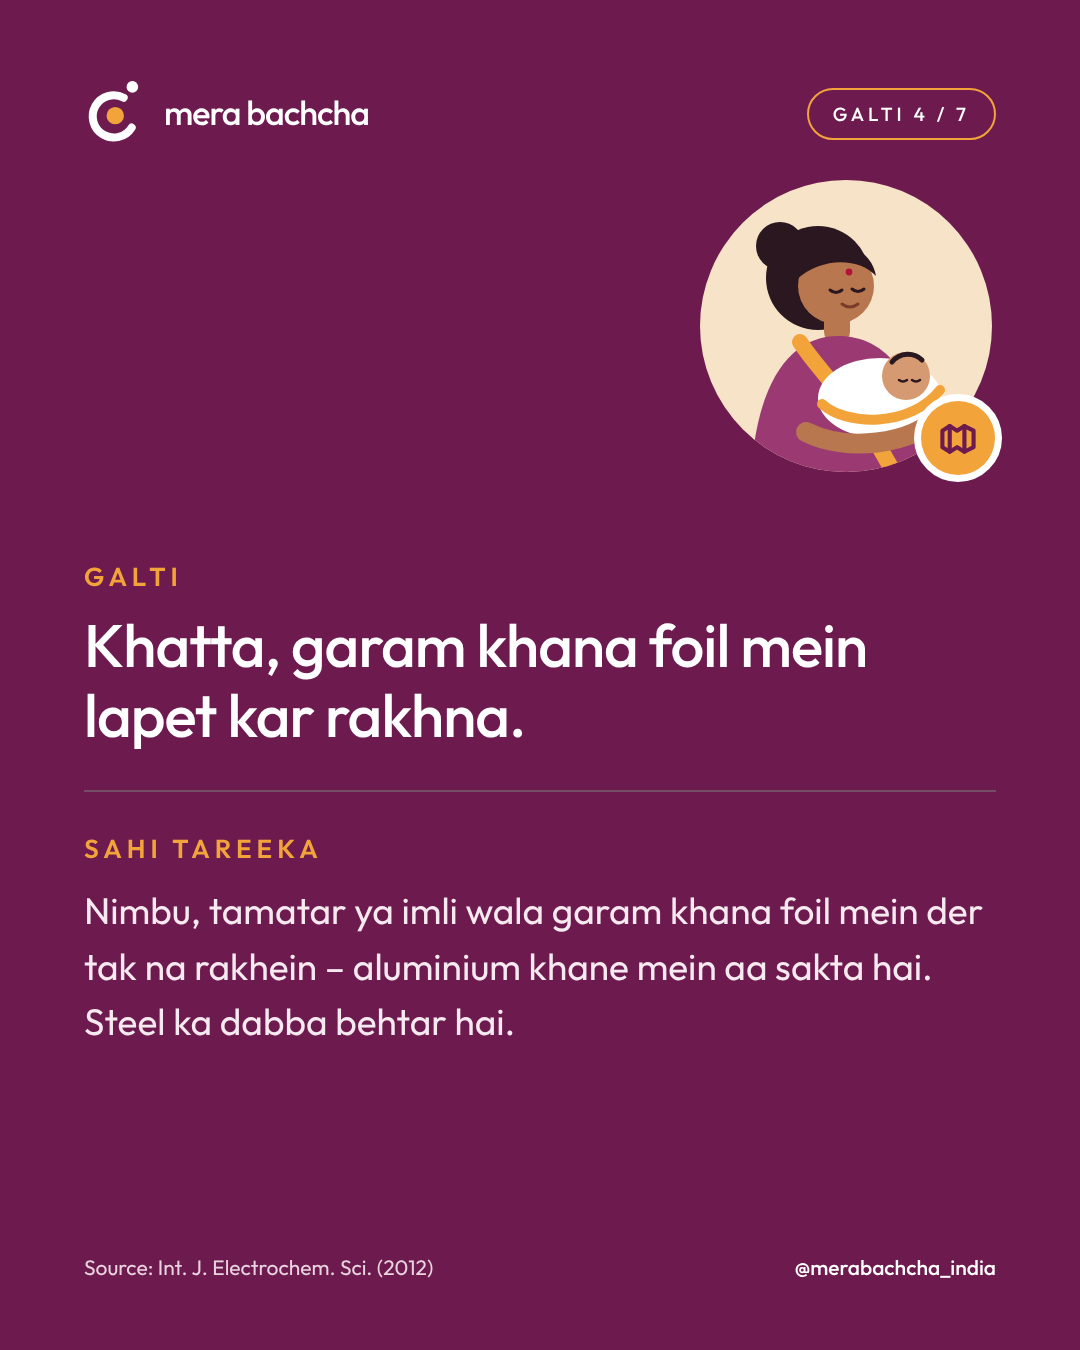 mera bachcha
GALTI 4 / 7
GALTI
Khatta, garam khana foil mein
lapet kar rakhna.
SAHI TAREEKA
Nimbu, tamatar ya imli wala garam khana foil mein der
tak na rakhein – aluminium khane mein aa sakta hai.
Steel ka dabba behtar hai.
Source: Int. J. Electrochem. Sci. (2012)
@merabachcha_india